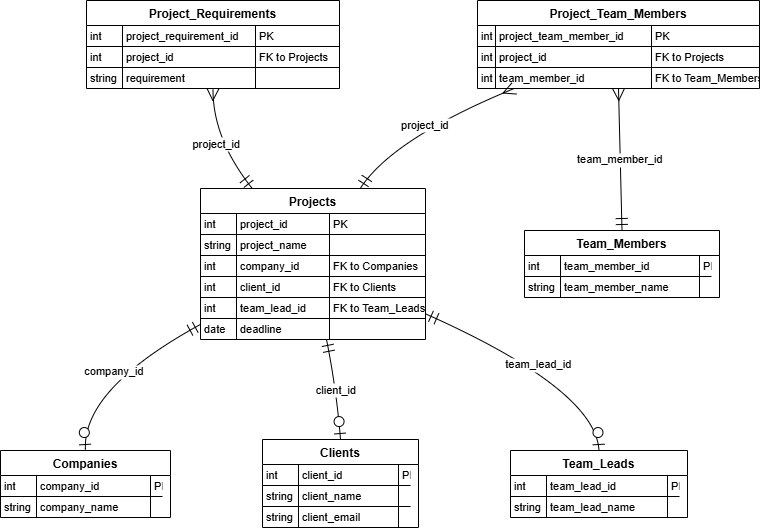 Project_Requirements
int project_requirement_id PK
int project_id FK to Projects
string requirement
Project_Team_Members
int project_team_member_id PK
int project_id FK to Projects
int team_member_id FK to Team_Members
project_id
project_id
team_member_id
Projects
int project_id PK
string project_name
int company_id FK to Companies
int client_id FK to Clients
int team_lead_id FK to Team_Leads
date deadline
Team_Members
int team_member_id P
string team_member_name
company_id
client_id
team_lead_id
Companies
int company_id P
string company_name
Clients
int client_id P
string client_name
string client_email
Team_Leads
int team_lead_id P
string team_lead_name